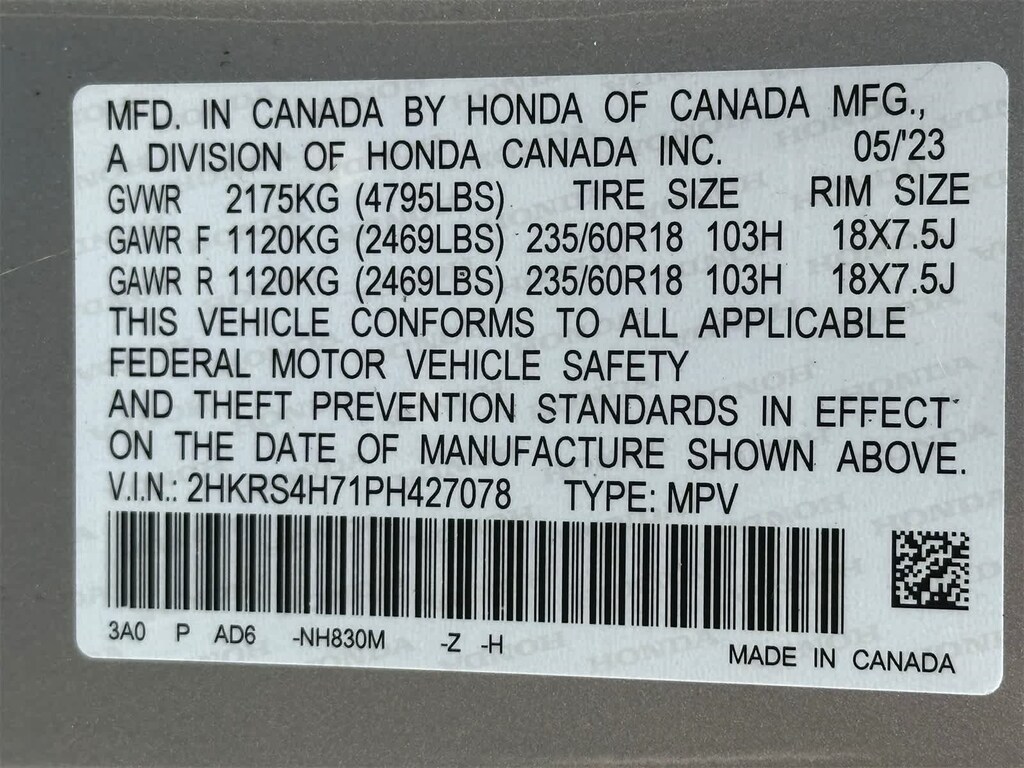 MFD. IN CANADA BY HONDA OF CANADA MFG.,
A DIVISION OF HONDA CANADA INC. 05/'23
GVWR 2175KG (4795LBS) TIRE SIZE RIM SIZE
GAWR F 1120KG (2469LBS) 235/60R18 103H 18X7.5J
GAWR R 1120KG (2469LBS) 235/60R18 103H 18X7.5J
THIS VEHICLE CONFORMS TO ALL APPLICABLE
FEDERAL MOTOR VEHICLE SAFETY
AND THEFT PREVENTION STANDARDS IN EFFECT
ON THE DATE OF MANUFACTURE SHOWN ABOVE.
V.I.N.: 2HKRS4H71PH427078 TYPE: MPV
3A0 P AD6 -NH830M -Z -H
MADE IN CANADA